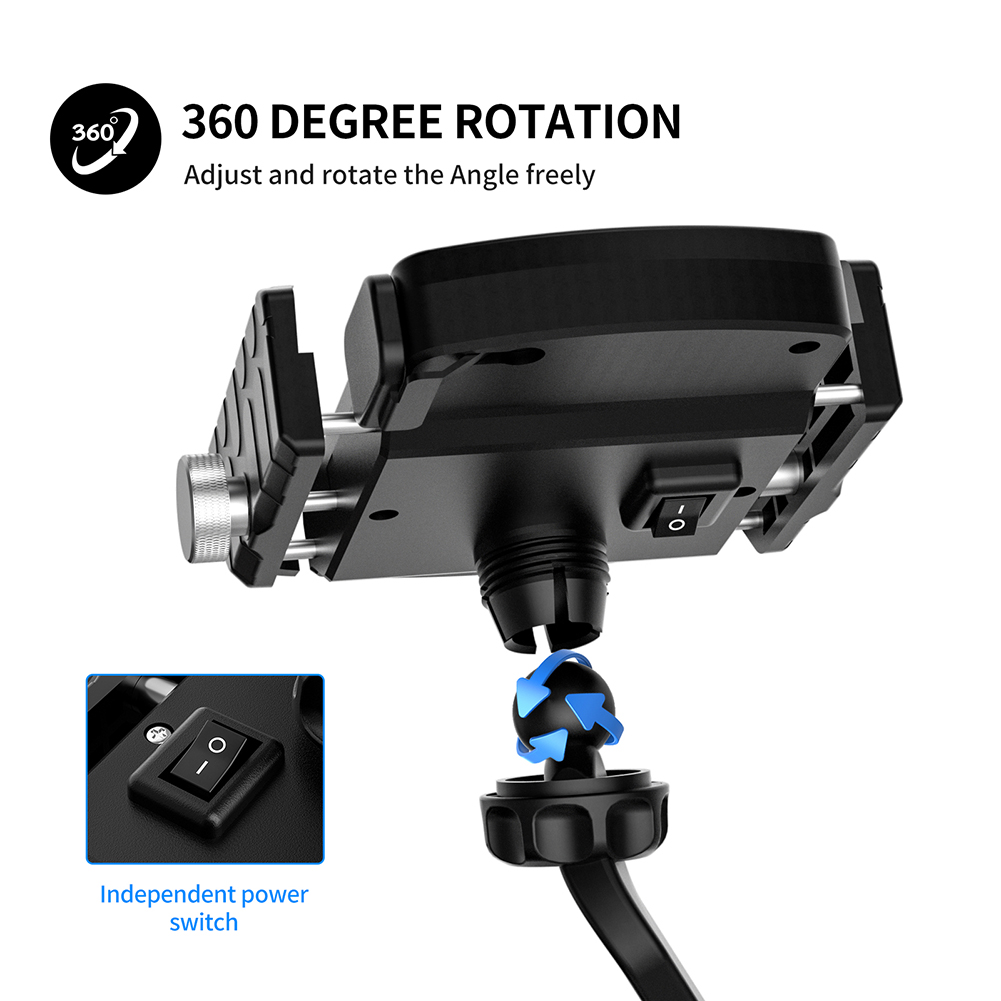 360°
360 DEGREE ROTATION
Adjust and rotate the Angle freely
Independent power
switch